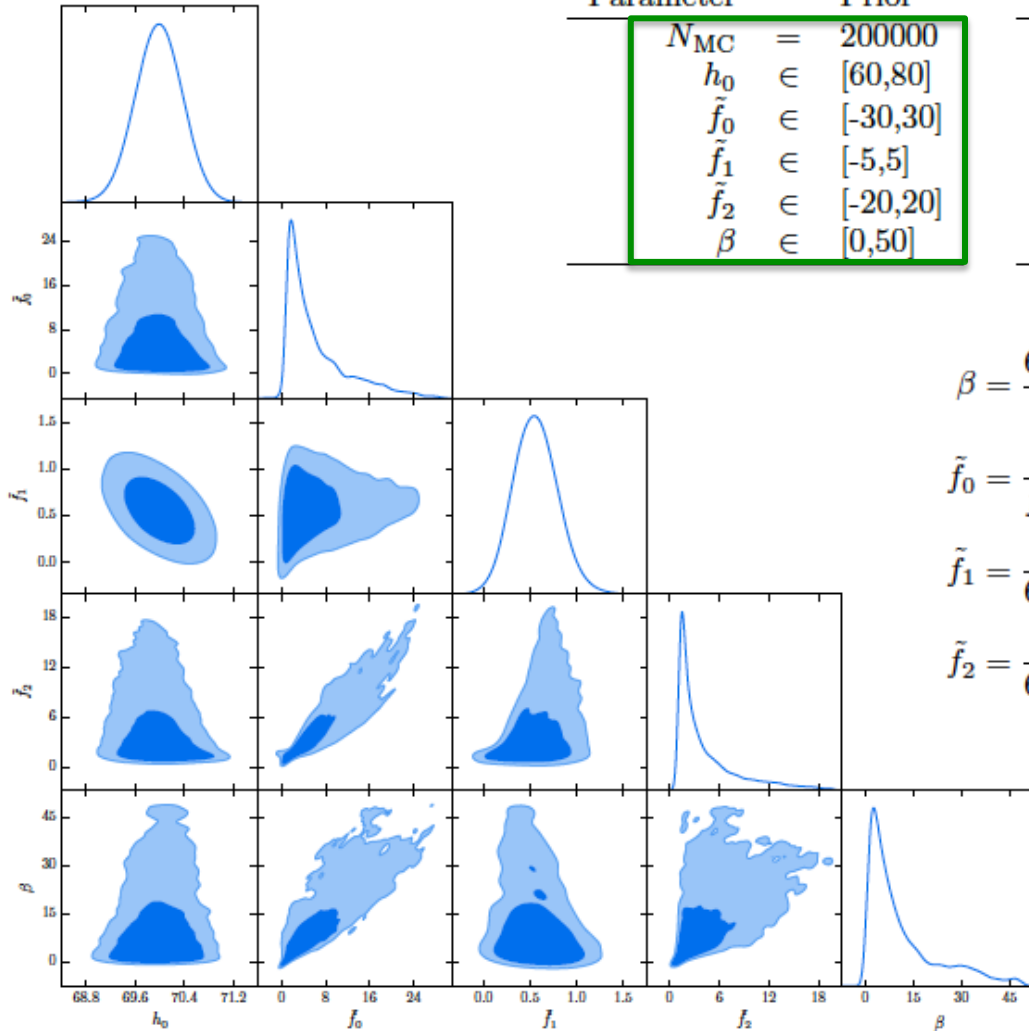 Parameter Prior
N_MC = 200000
h_0 ∈ [60,80]
f̃_0 ∈ [-30,30]
f̃_1 ∈ [-5,5]
f̃_2 ∈ [-20,20]
β ∈ [0,50]
24
16
8
0
f̃_0
β = 6
f̃_0 =
f̃_1 = 6
f̃_2 = 6
1.5
1.0
0.5
0.0
f̃_1
18
12
6
0
f̃_2
45
30
15
0
β
68.8 69.6 70.4 71.2 0 8 16 24 0.0 0.5 1.0 1.5 0 6 12 18 0 15 30 45
h_0 f̃_0 f̃_1 f̃_2 β